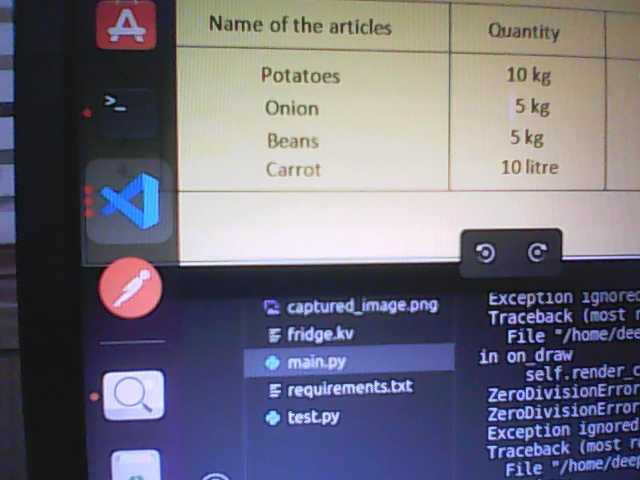 Name of the articles Quantity
Potatoes 10 kg
Onion 5 kg
Beans 5 kg
Carrot 10 litre
captured_image.png
fridge.kv
main.py
requirements.txt
test.py
Exception ignored
Traceback (most r
File "/home/dee
in on_draw
self.render_c
ZeroDivisionError
ZeroDivisionError
Exception ignored
Traceback (most re
File "/home/deep